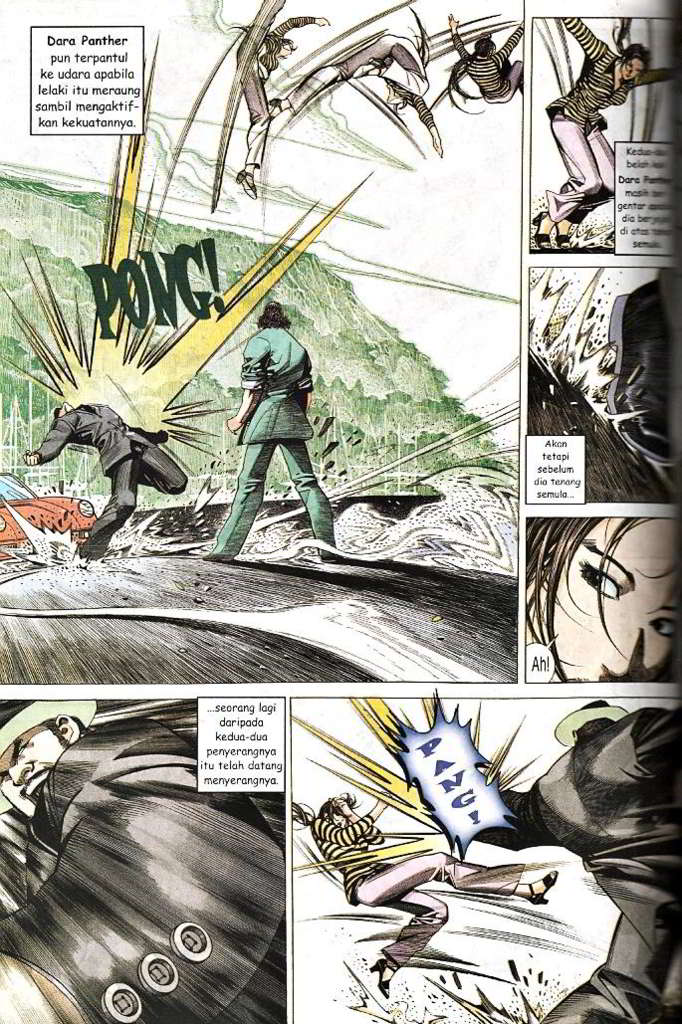 Dara Panther
pun terpantul
ke udara apabila
lelaki itu meraung
sambil mengaktif-
kan kekuatannya.
PONG!
Kedua-dua
belah
Dara Panther
masih
gentar apabila
dia
di atas
semula.
Akan
tetapi
sebelum
dia tenang
semula...
Ah!
...seorang lagi
daripada
kedua-dua
penyerangnya
itu telah datang
menyerangnya.
PANG!